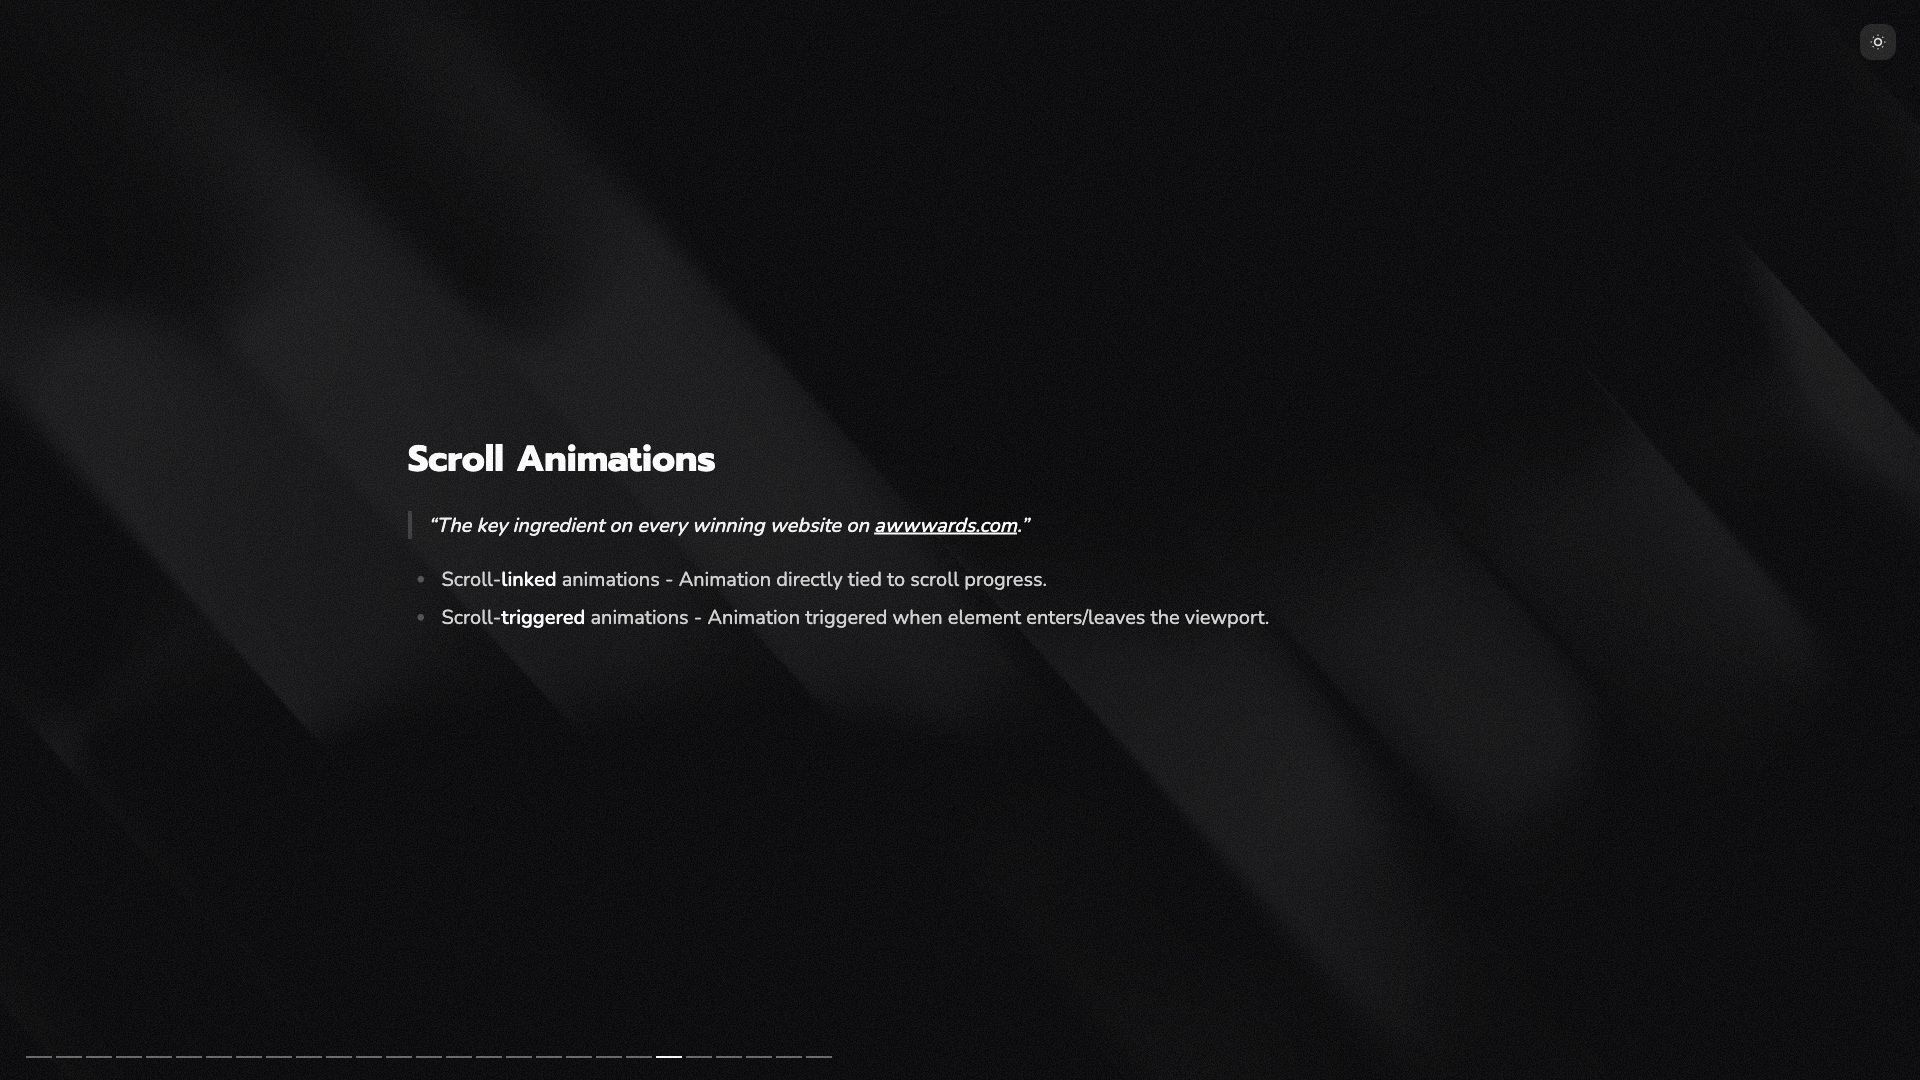 Scroll Animations
“The key ingredient on every winning website on awwwards.com.”
Scroll-linked animations - Animation directly tied to scroll progress.
Scroll-triggered animations - Animation triggered when element enters/leaves the viewport.